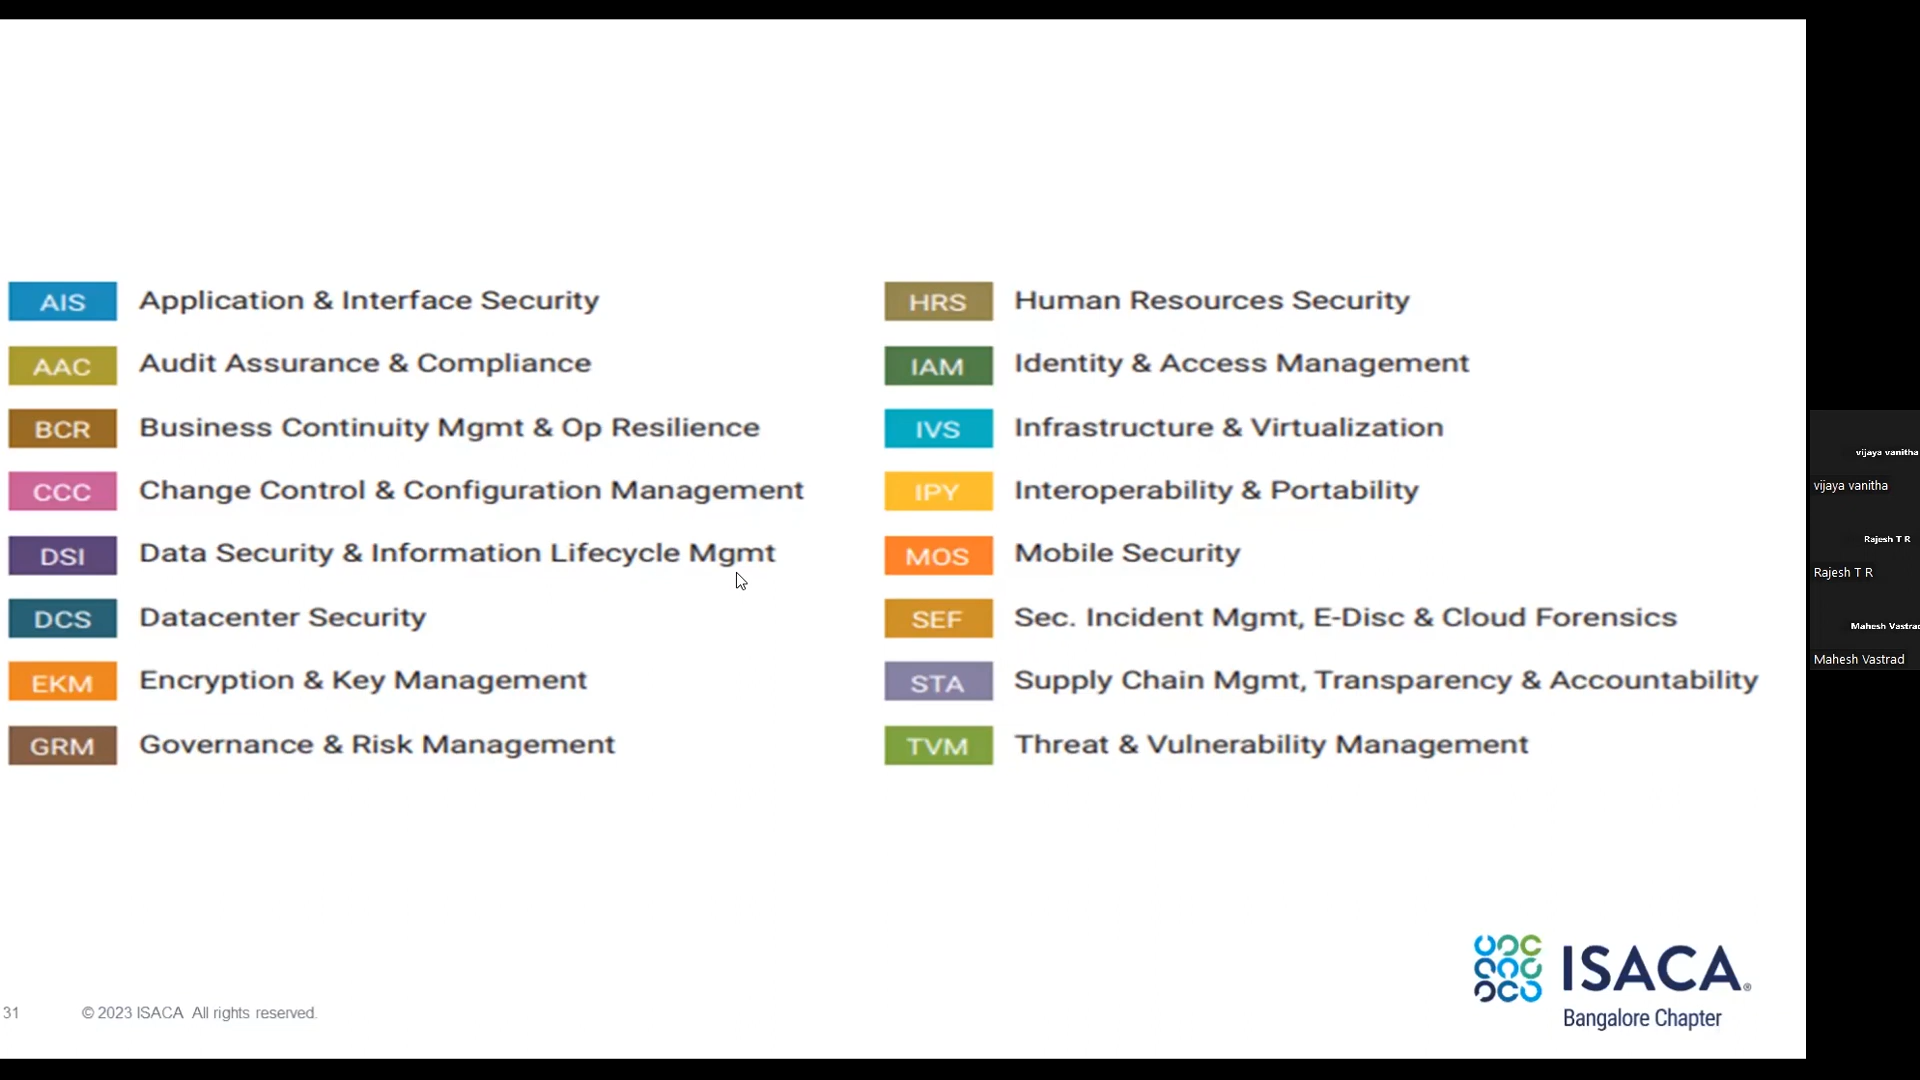 AIS Application & Interface Security
AAC Audit Assurance & Compliance
BCR Business Continuity Mgmt & Op Resilience
CCC Change Control & Configuration Management
DSI Data Security & Information Lifecycle Mgmt
DCS Datacenter Security
EKM Encryption & Key Management
GRM Governance & Risk Management
HRS Human Resources Security
IAM Identity & Access Management
IVS Infrastructure & Virtualization
IPY Interoperability & Portability
MOS Mobile Security
SEF Sec. Incident Mgmt, E-Disc & Cloud Forensics
STA Supply Chain Mgmt, Transparency & Accountability
TVM Threat & Vulnerability Management
31 © 2023 ISACA All rights reserved.
ISACA®
Bangalore Chapter
vijaya vanitha
vijaya vanitha
Rajesh T R
Rajesh T R
Mahesh Vastrad
Mahesh Vastrad